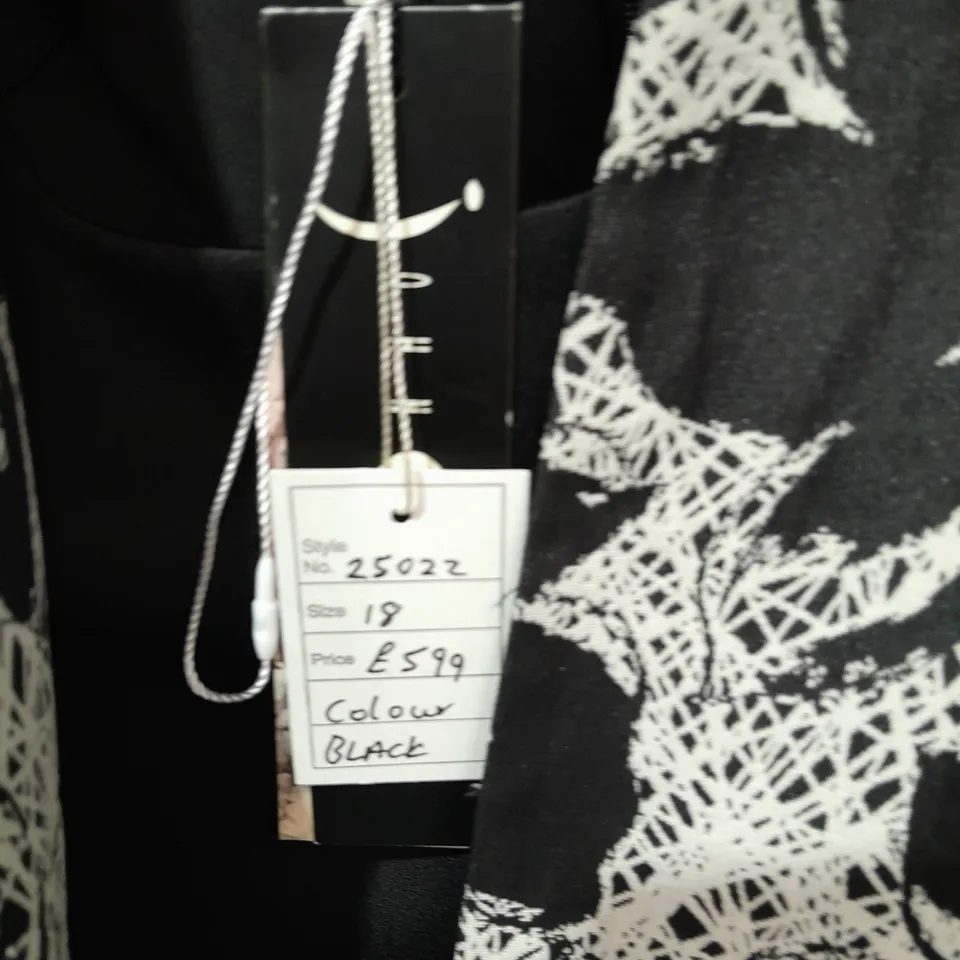 Style
No. 25022
Size 18
Price £599
Colour
BLACK